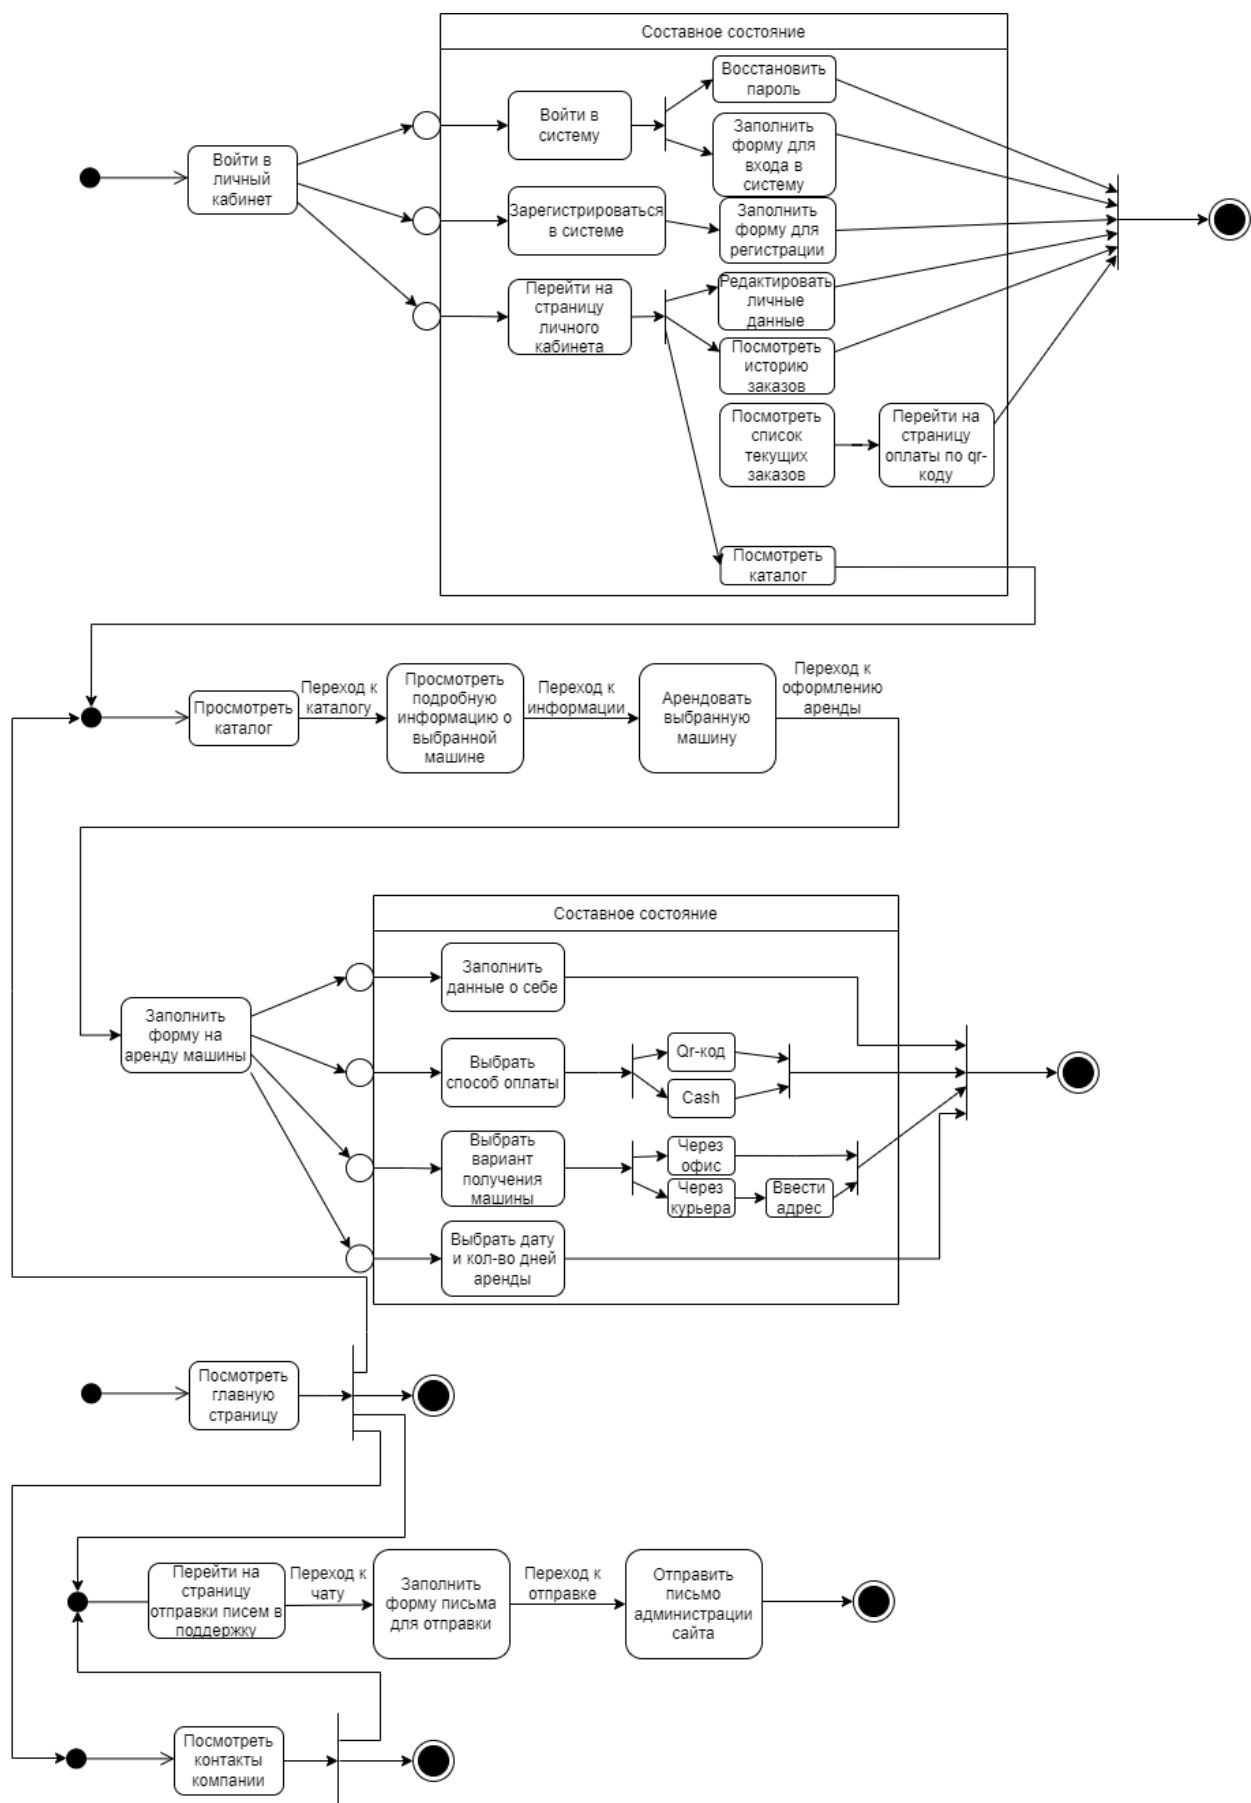 Составное состояние
Войти в
личный
кабинет
Войти в
систему
Восстановить
пароль
Заполнить
форму для
входа в
систему
Зарегистрироваться
в системе
Заполнить
форму для
регистрации
Перейти на
страницу
личного
кабинета
Редактировать
личные
данные
Посмотреть
историю
заказов
Посмотреть
список
текущих
заказов
Перейти на
страницу
оплаты по qr-
коду
Посмотреть
каталог
Просмотреть
каталог
Переход к
каталогу
Просмотреть
подробную
информацию о
выбранной
машине
Переход к
информации
Арендовать
выбранную
машину
Переход к
оформлению
аренды
Составное состояние
Заполнить
форму на
аренду машины
Заполнить
данные о себе
Выбрать
способ оплаты
Qr-код
Cash
Выбрать
вариант
получения
машины
Через
офис
Через
курьера
Ввести
адрес
Выбрать дату
и кол-во дней
аренды
Посмотреть
главную
страницу
Перейти на
страницу
отправки писем в
поддержку
Переход к
чату
Заполнить
форму письма
для отправки
Переход к
отправке
Отправить
письмо
администрации
сайта
Посмотреть
контакты
компании